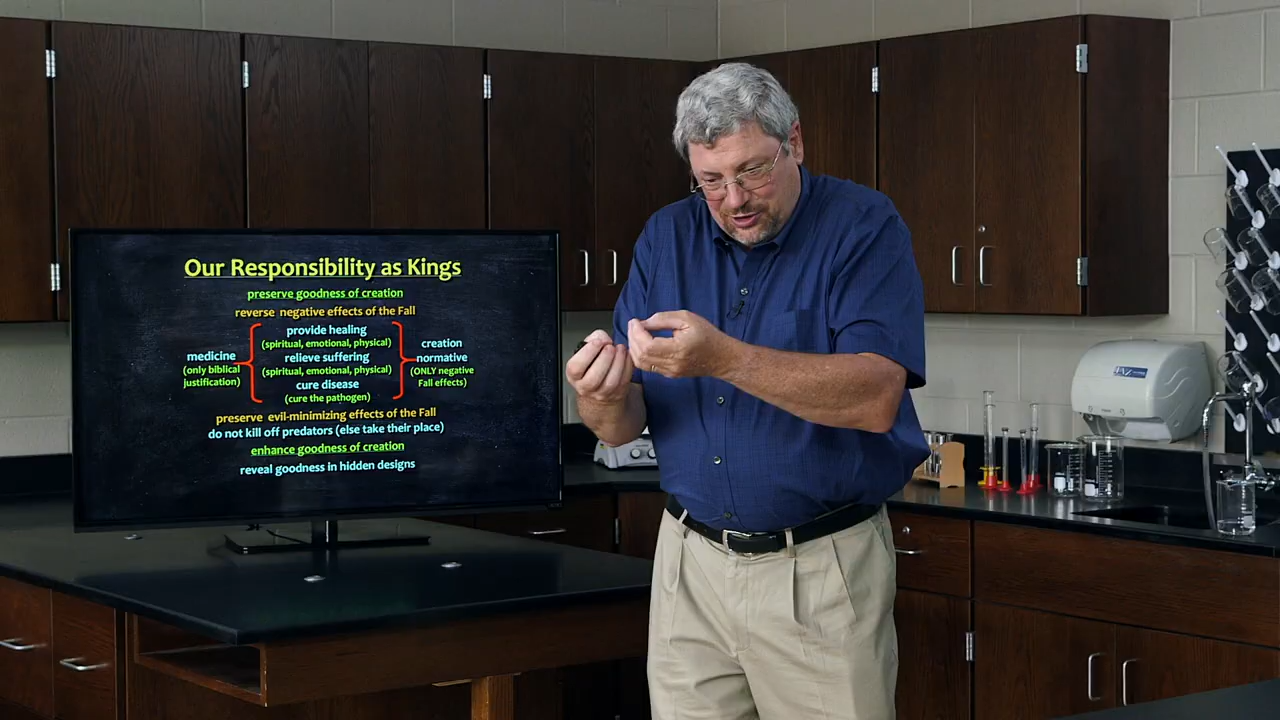 Our Responsibility as Kings
preserve goodness of creation
reverse negative effects of the Fall
medicine
(only biblical
justification)
provide healing
(spiritual, emotional, physical)
relieve suffering
(spiritual, emotional, physical)
cure disease
(cure the pathogen)
creation
normative
(ONLY negative
Fall effects)
preserve evil-minimizing effects of the Fall
do not kill off predators (else take their place)
enhance goodness of creation
reveal goodness in hidden designs